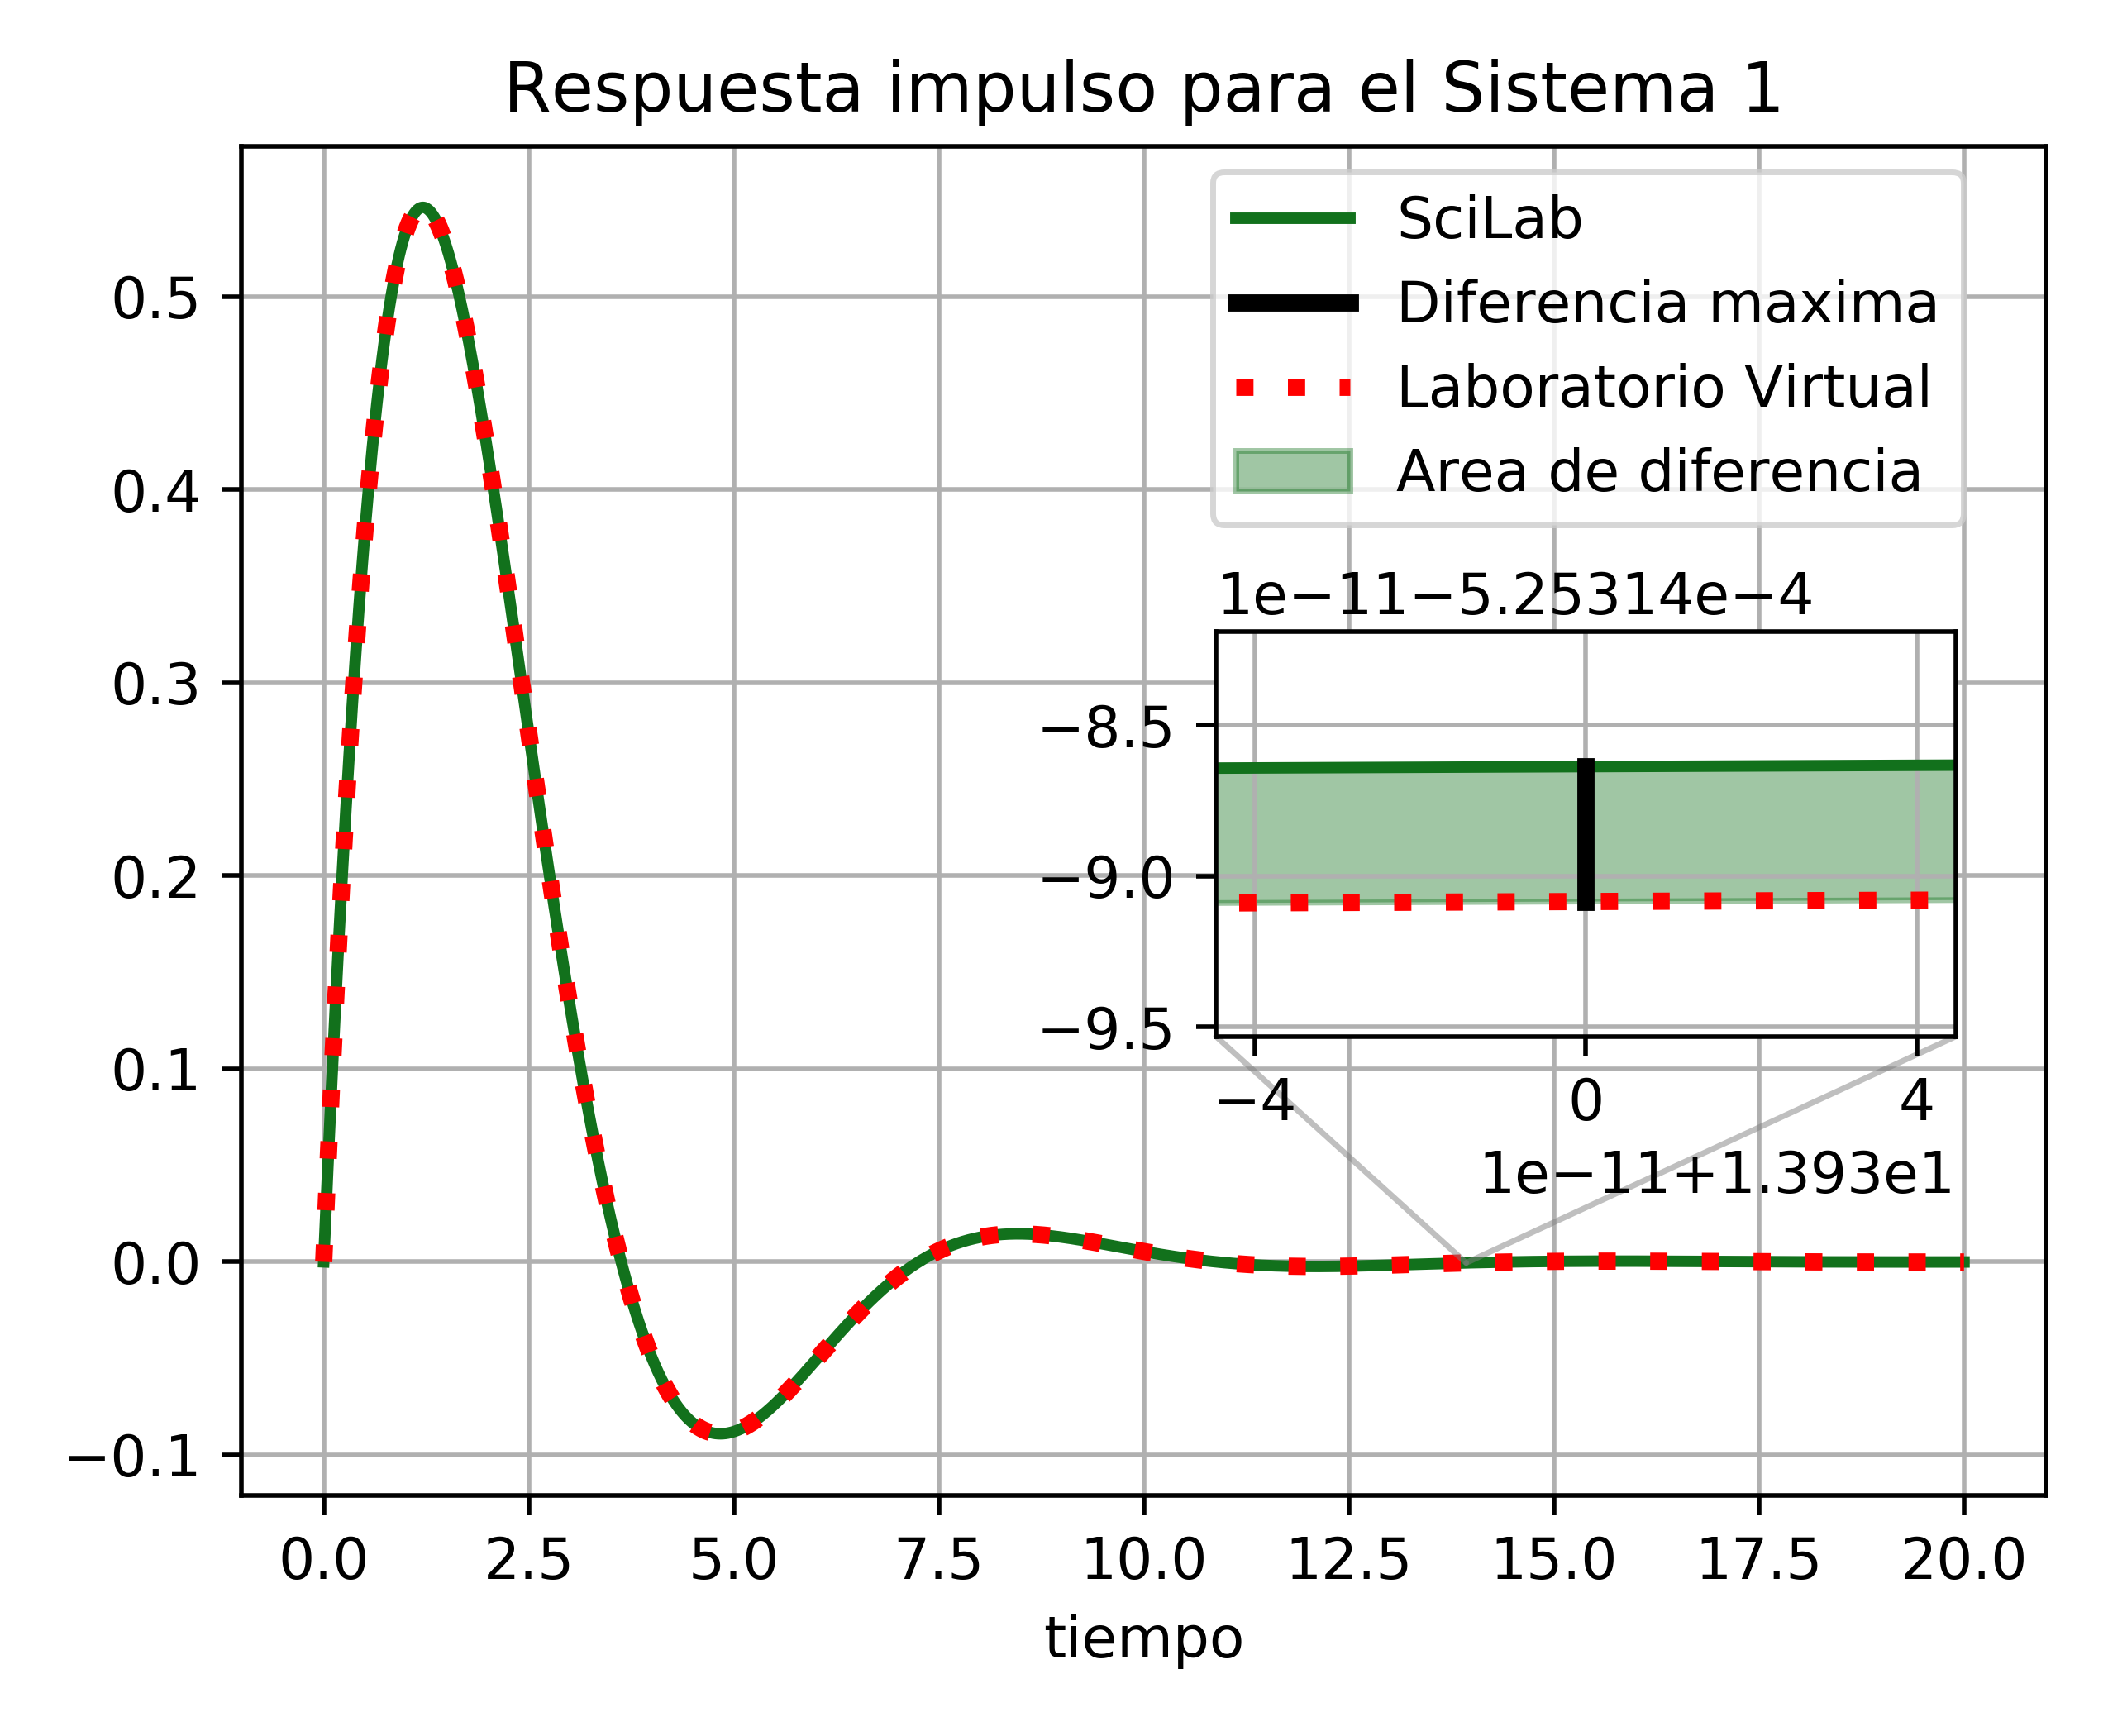 Respuesta impulso para el Sistema 1
SciLab
Diferencia maxima
Laboratorio Virtual
Area de diferencia
0.5
0.4
0.3
0.2
0.1
0.0
−0.1
1e−11−5.25314e−4
−8.5
−9.0
−9.5
−4 0 4
1e−11+1.393e1
0.0 2.5 5.0 7.5 10.0 12.5 15.0 17.5 20.0
tiempo